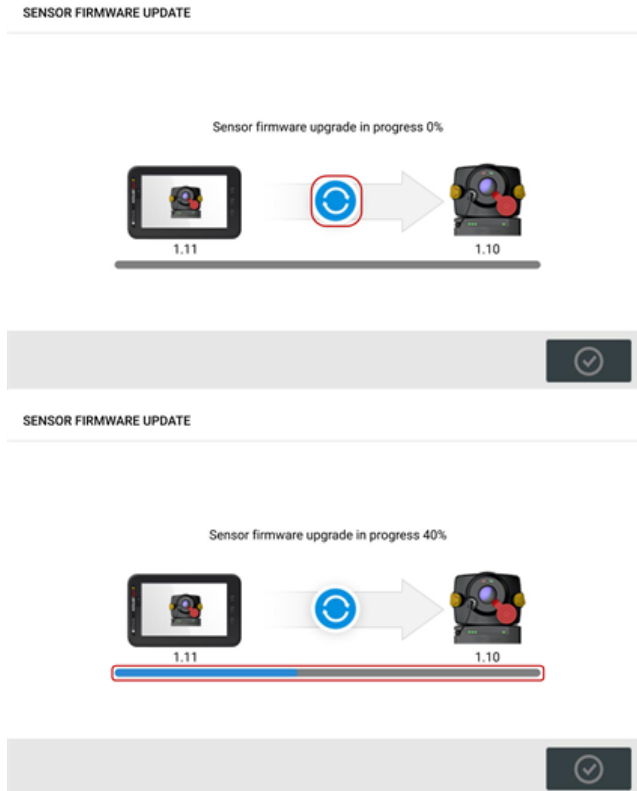 SENSOR FIRMWARE UPDATE
Sensor firmware upgrade in progress 0%
1.11 1.10
SENSOR FIRMWARE UPDATE
Sensor firmware upgrade in progress 40%
1.11 1.10